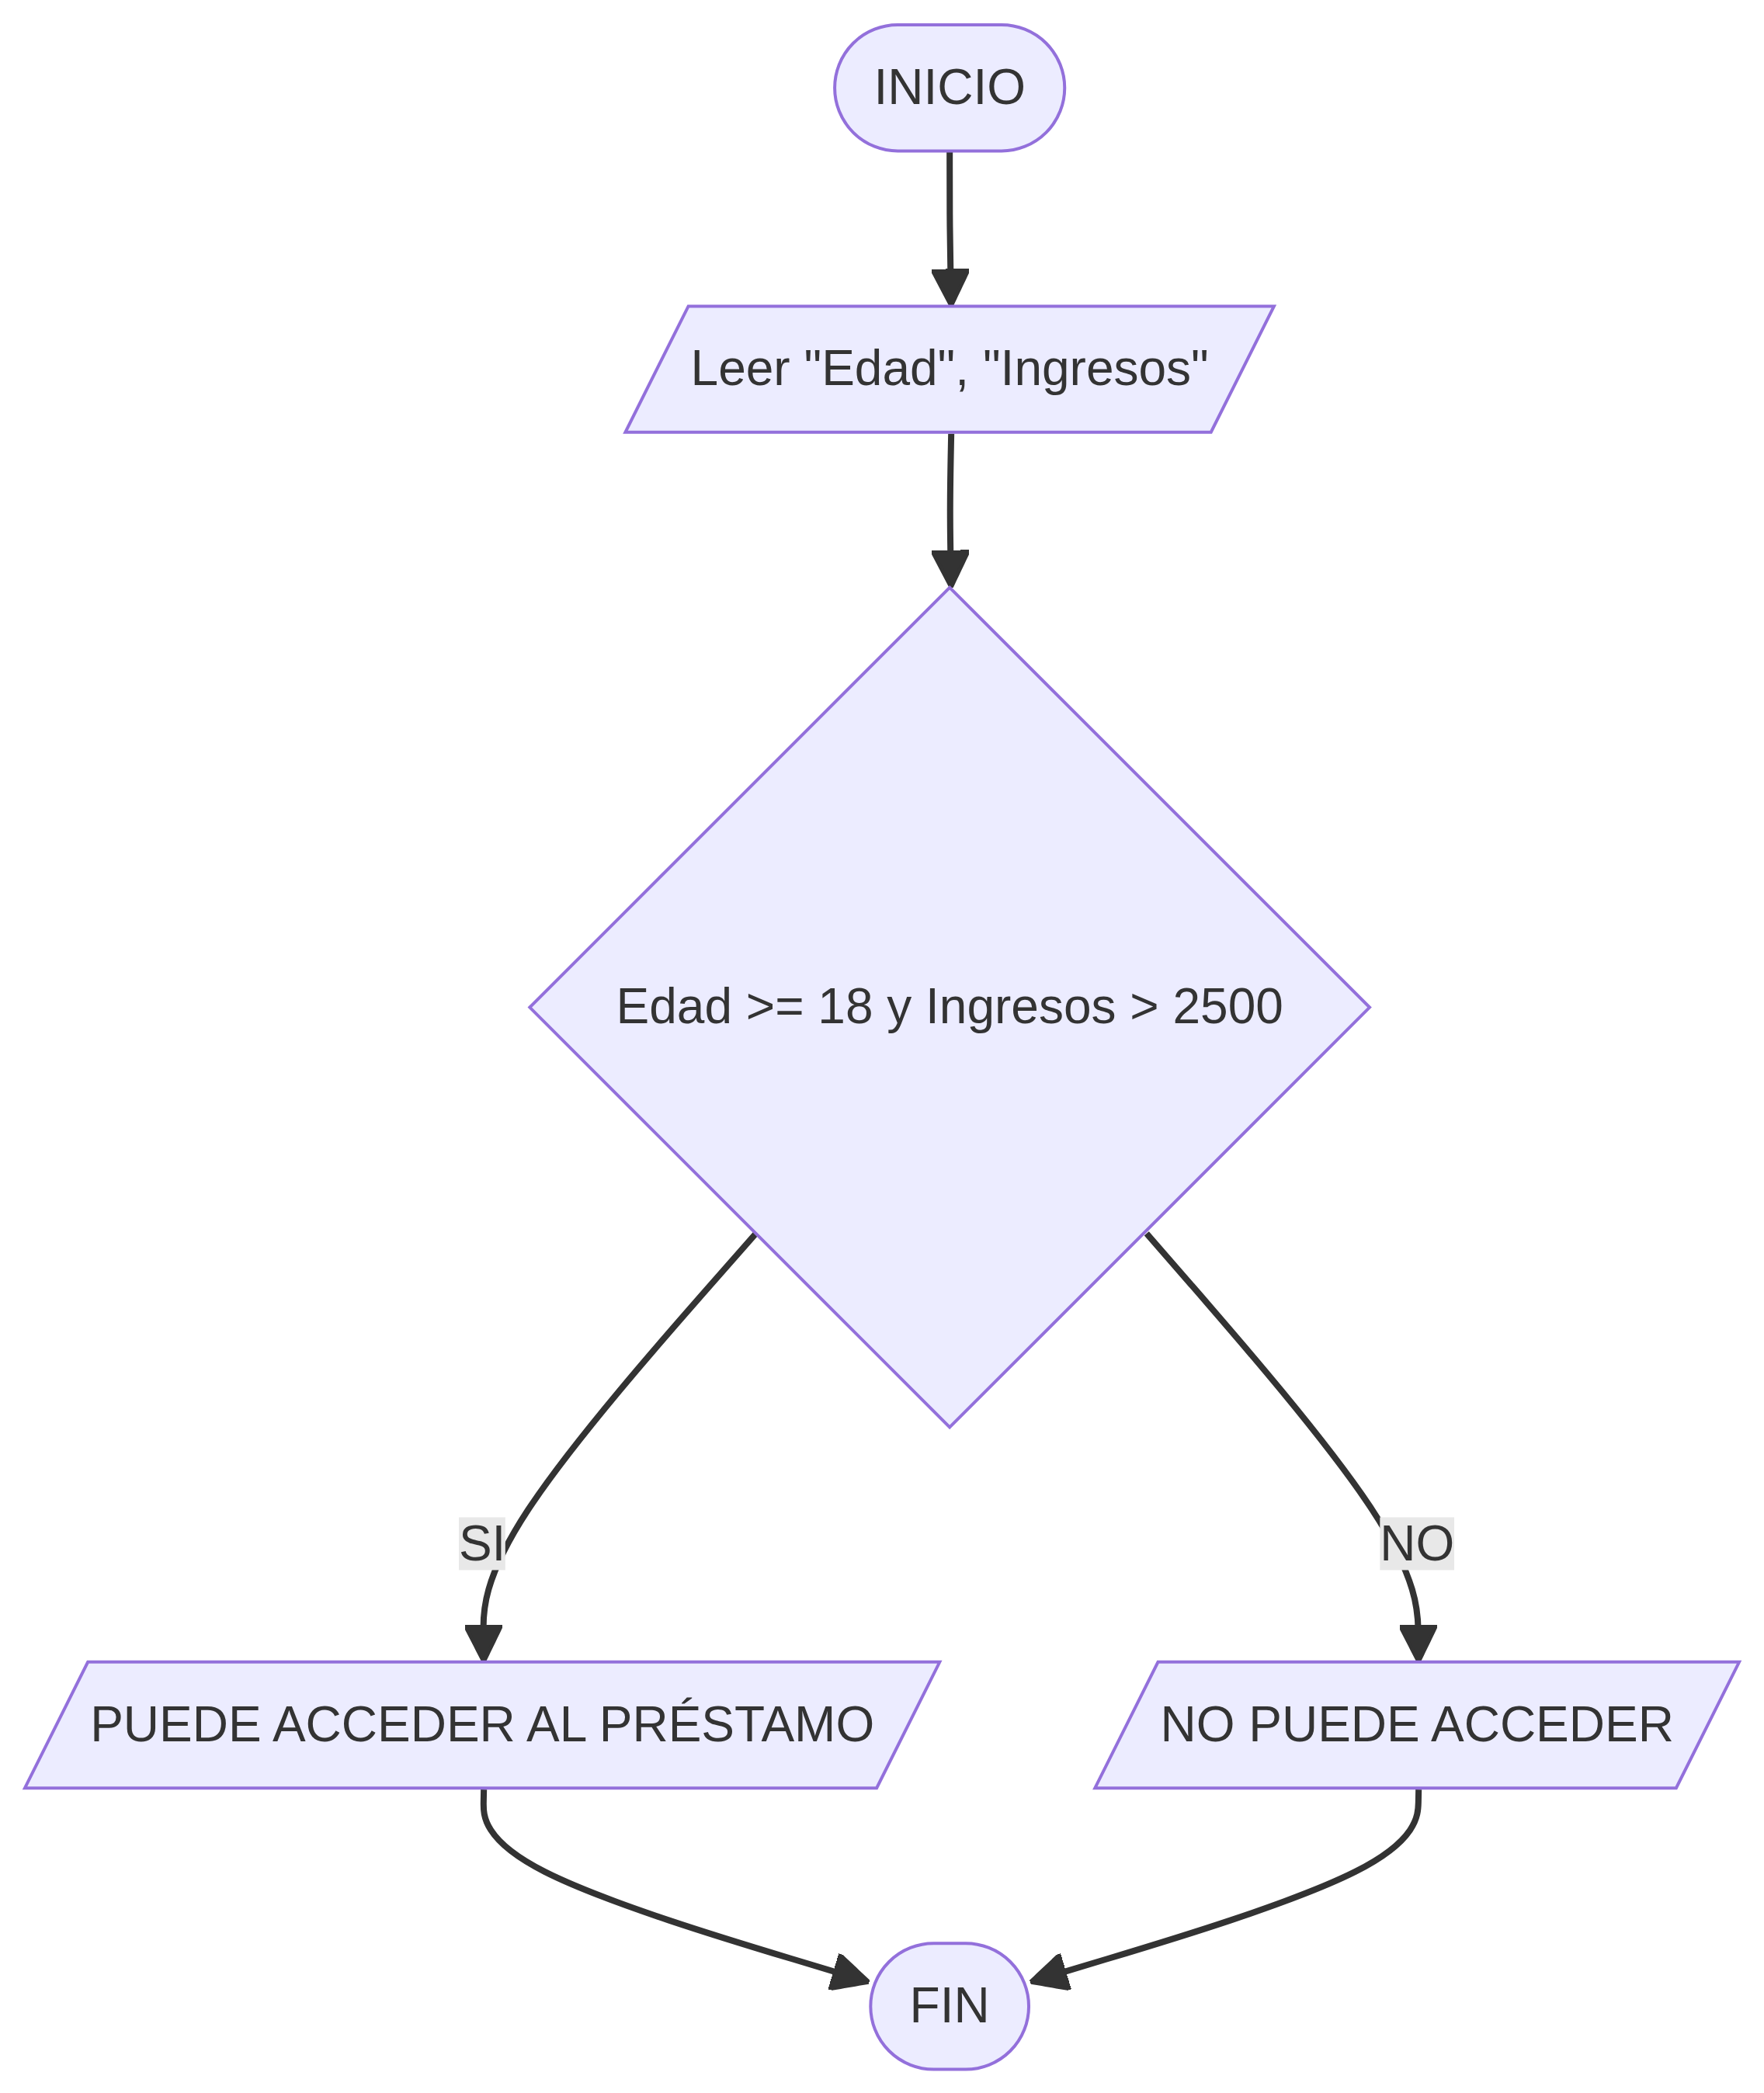 INICIO
Leer "Edad", "Ingresos"
Edad >= 18 y Ingresos > 2500
SI
NO
PUEDE ACCEDER AL PRÉSTAMO
NO PUEDE ACCEDER
FIN